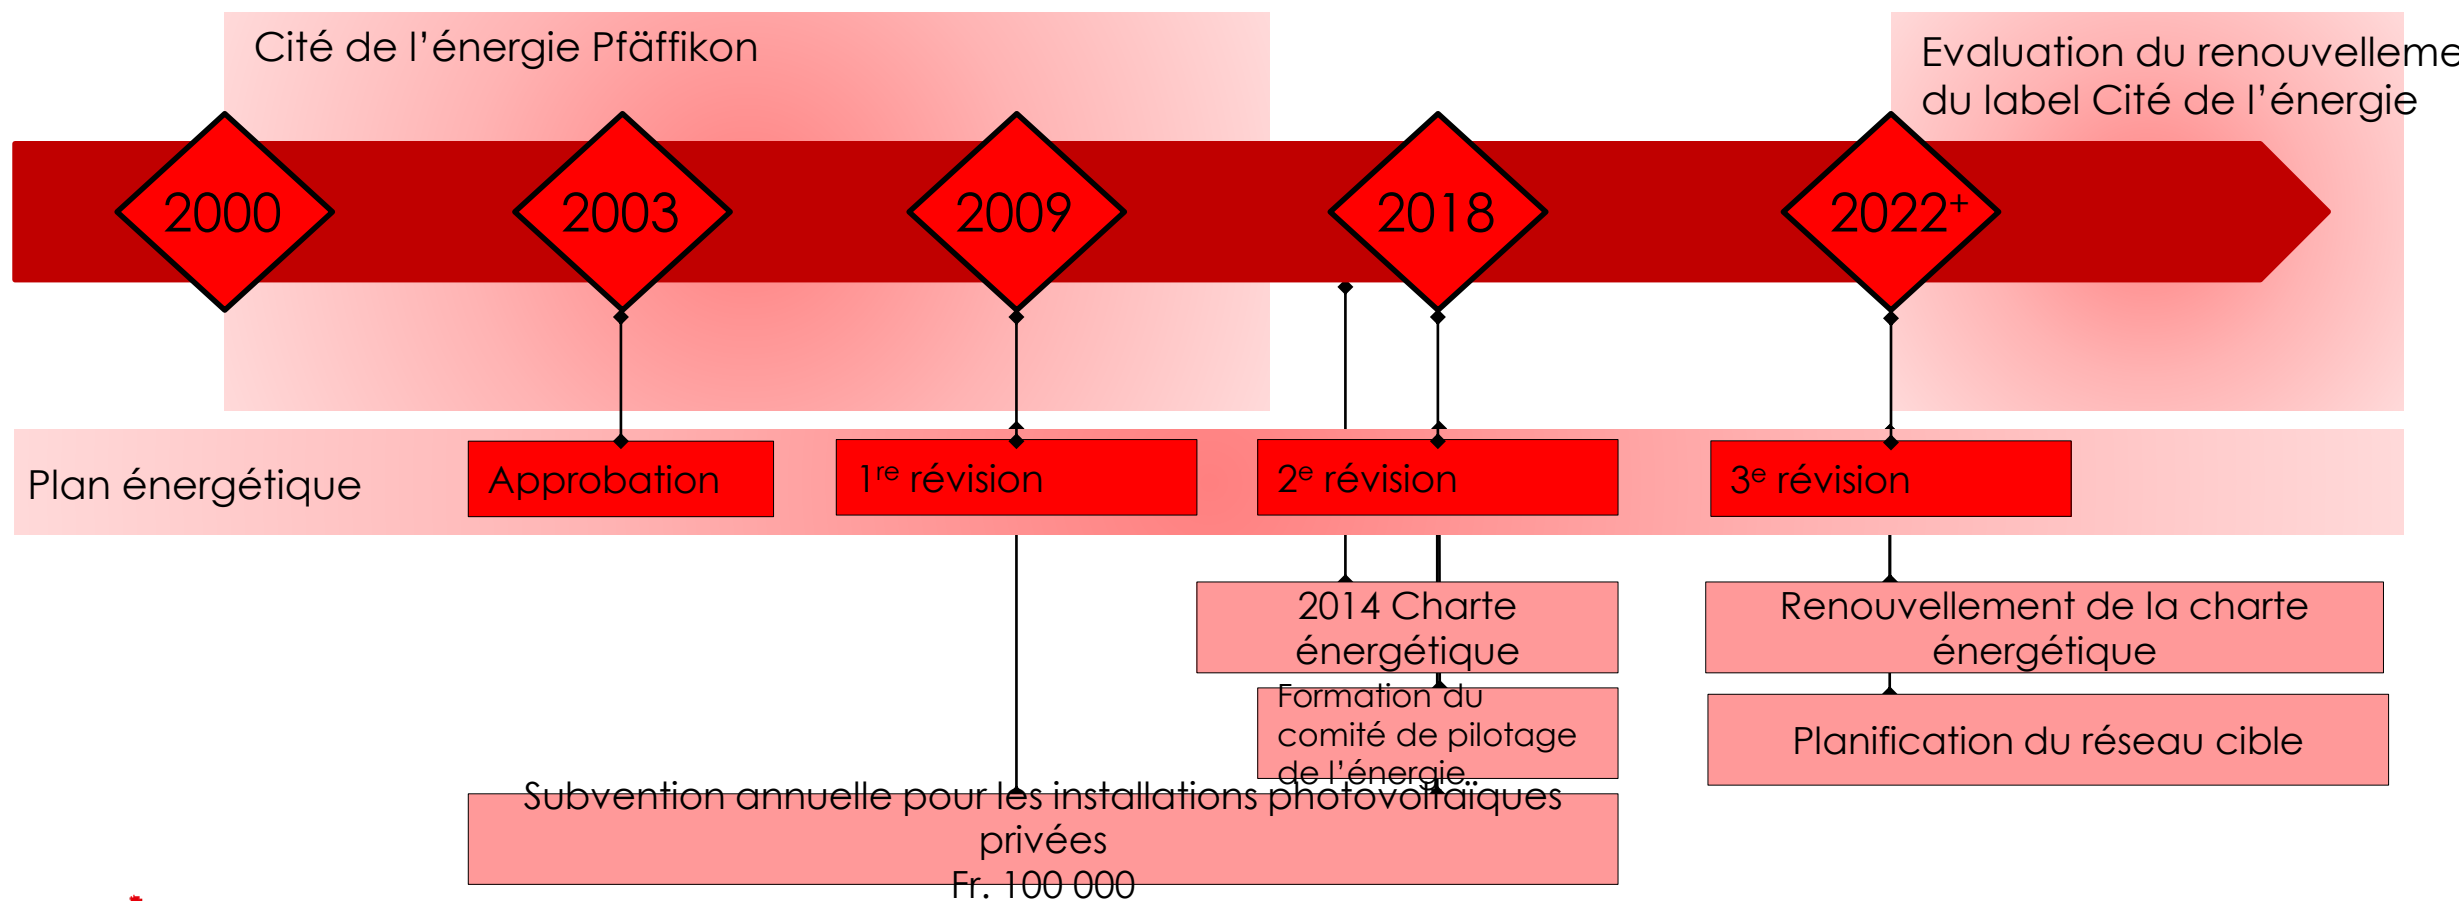 Cité de l’énergie Pfäffikon
Evaluation du renouvelleme
du label Cité de l’énergie
2000
2003
2009
2018
2022+
Plan énergétique
Approbation
1re révision
2e révision
3e révision
2014 Charte
énergétique
Renouvellement de la charte
énergétique
Formation du
comité de pilotage
de l’énergie
Planification du réseau cible
Subvention annuelle pour les installations photovoltaïques
privées
Fr. 100 000